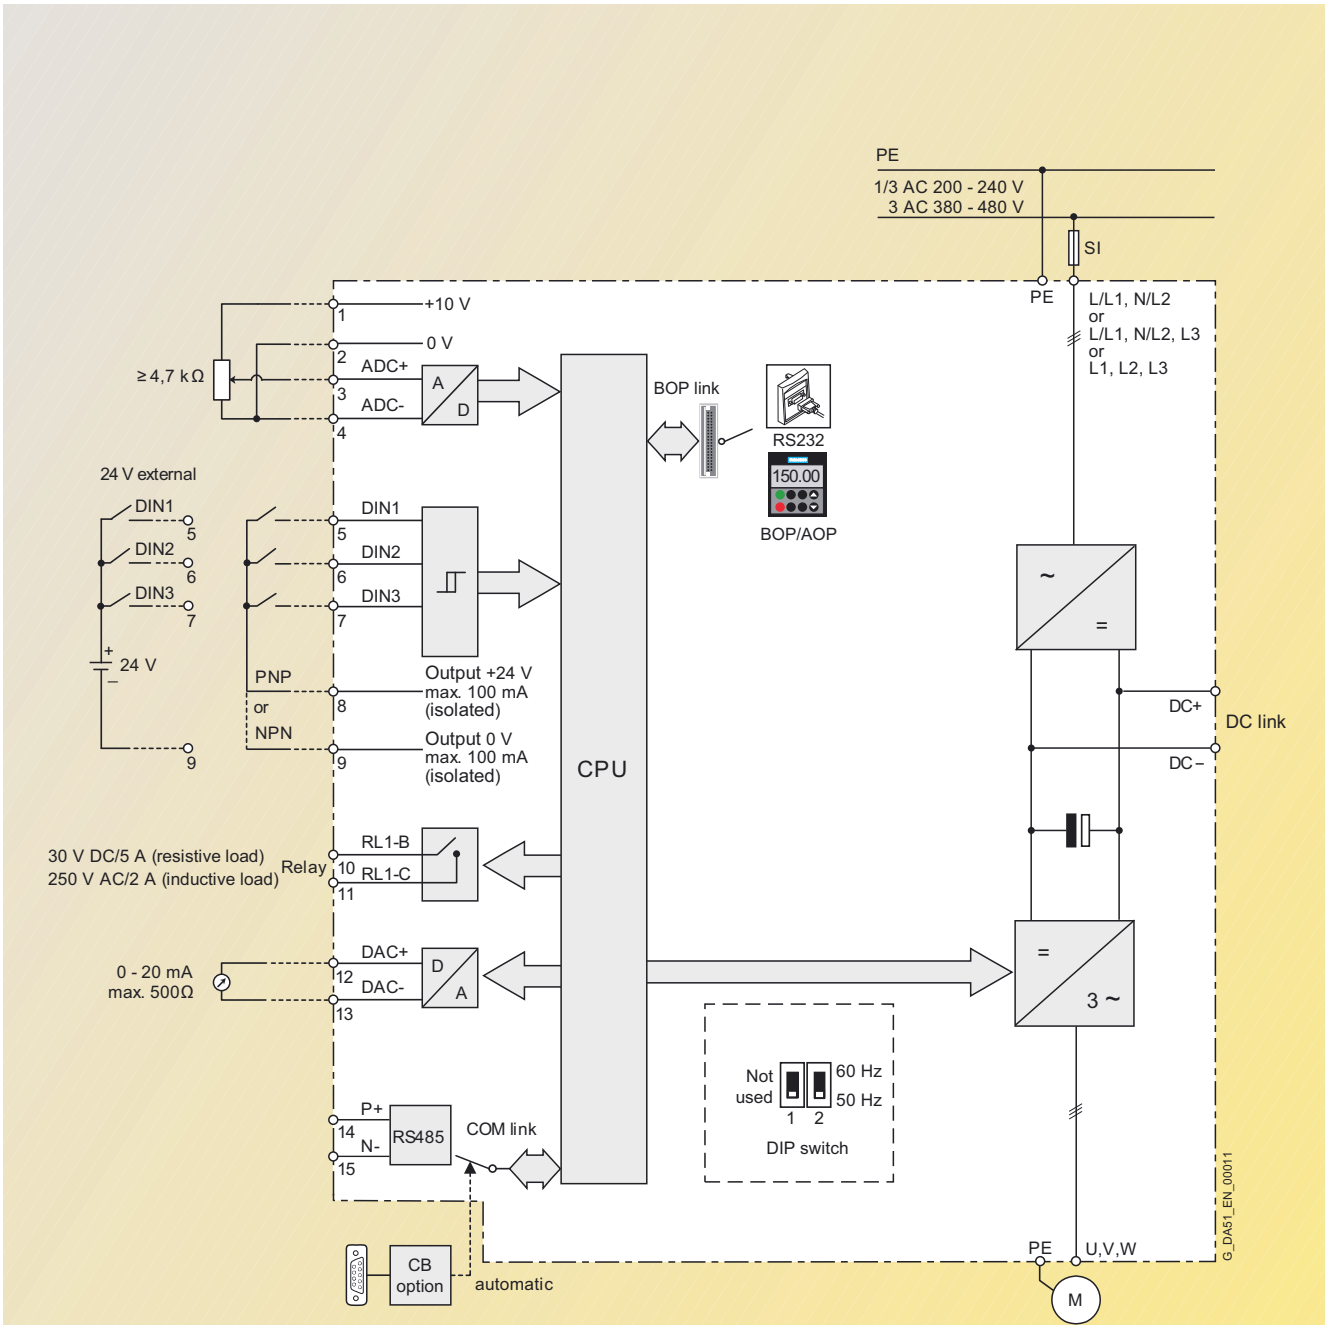 PE
1/3 AC 200 - 240 V
3 AC 380 - 480 V
SI
PE
L/L1, N/L2
or
L/L1, N/L2, L3
or
L1, L2, L3
1
+10 V
2
0 V
≥ 4,7 kΩ
ADC+
3
ADC-
4
A
D
BOP link
RS232
SIEMENS
150.00
BOP/AOP
24 V external
DIN1
5
DIN2
6
DIN3
7
+
24 V
–
9
DIN1
5
DIN2
6
DIN3
7
PNP
or
NPN
8
Output +24 V
max. 100 mA
(isolated)
9
Output 0 V
max. 100 mA
(isolated)
CPU
~
=
DC+
DC link
DC –
30 V DC/5 A (resistive load)
250 V AC/2 A (inductive load)
Relay
RL1-B
10
RL1-C
11
0 - 20 mA
max. 500Ω
DAC+
12
DAC-
13
D
A
=
3 ~
Not
used
60 Hz
50 Hz
1 2
DIP switch
P+
14
N-
15
RS485
COM link
CB
option
automatic
PE
U,V,W
M
G_DA51_EN_00011